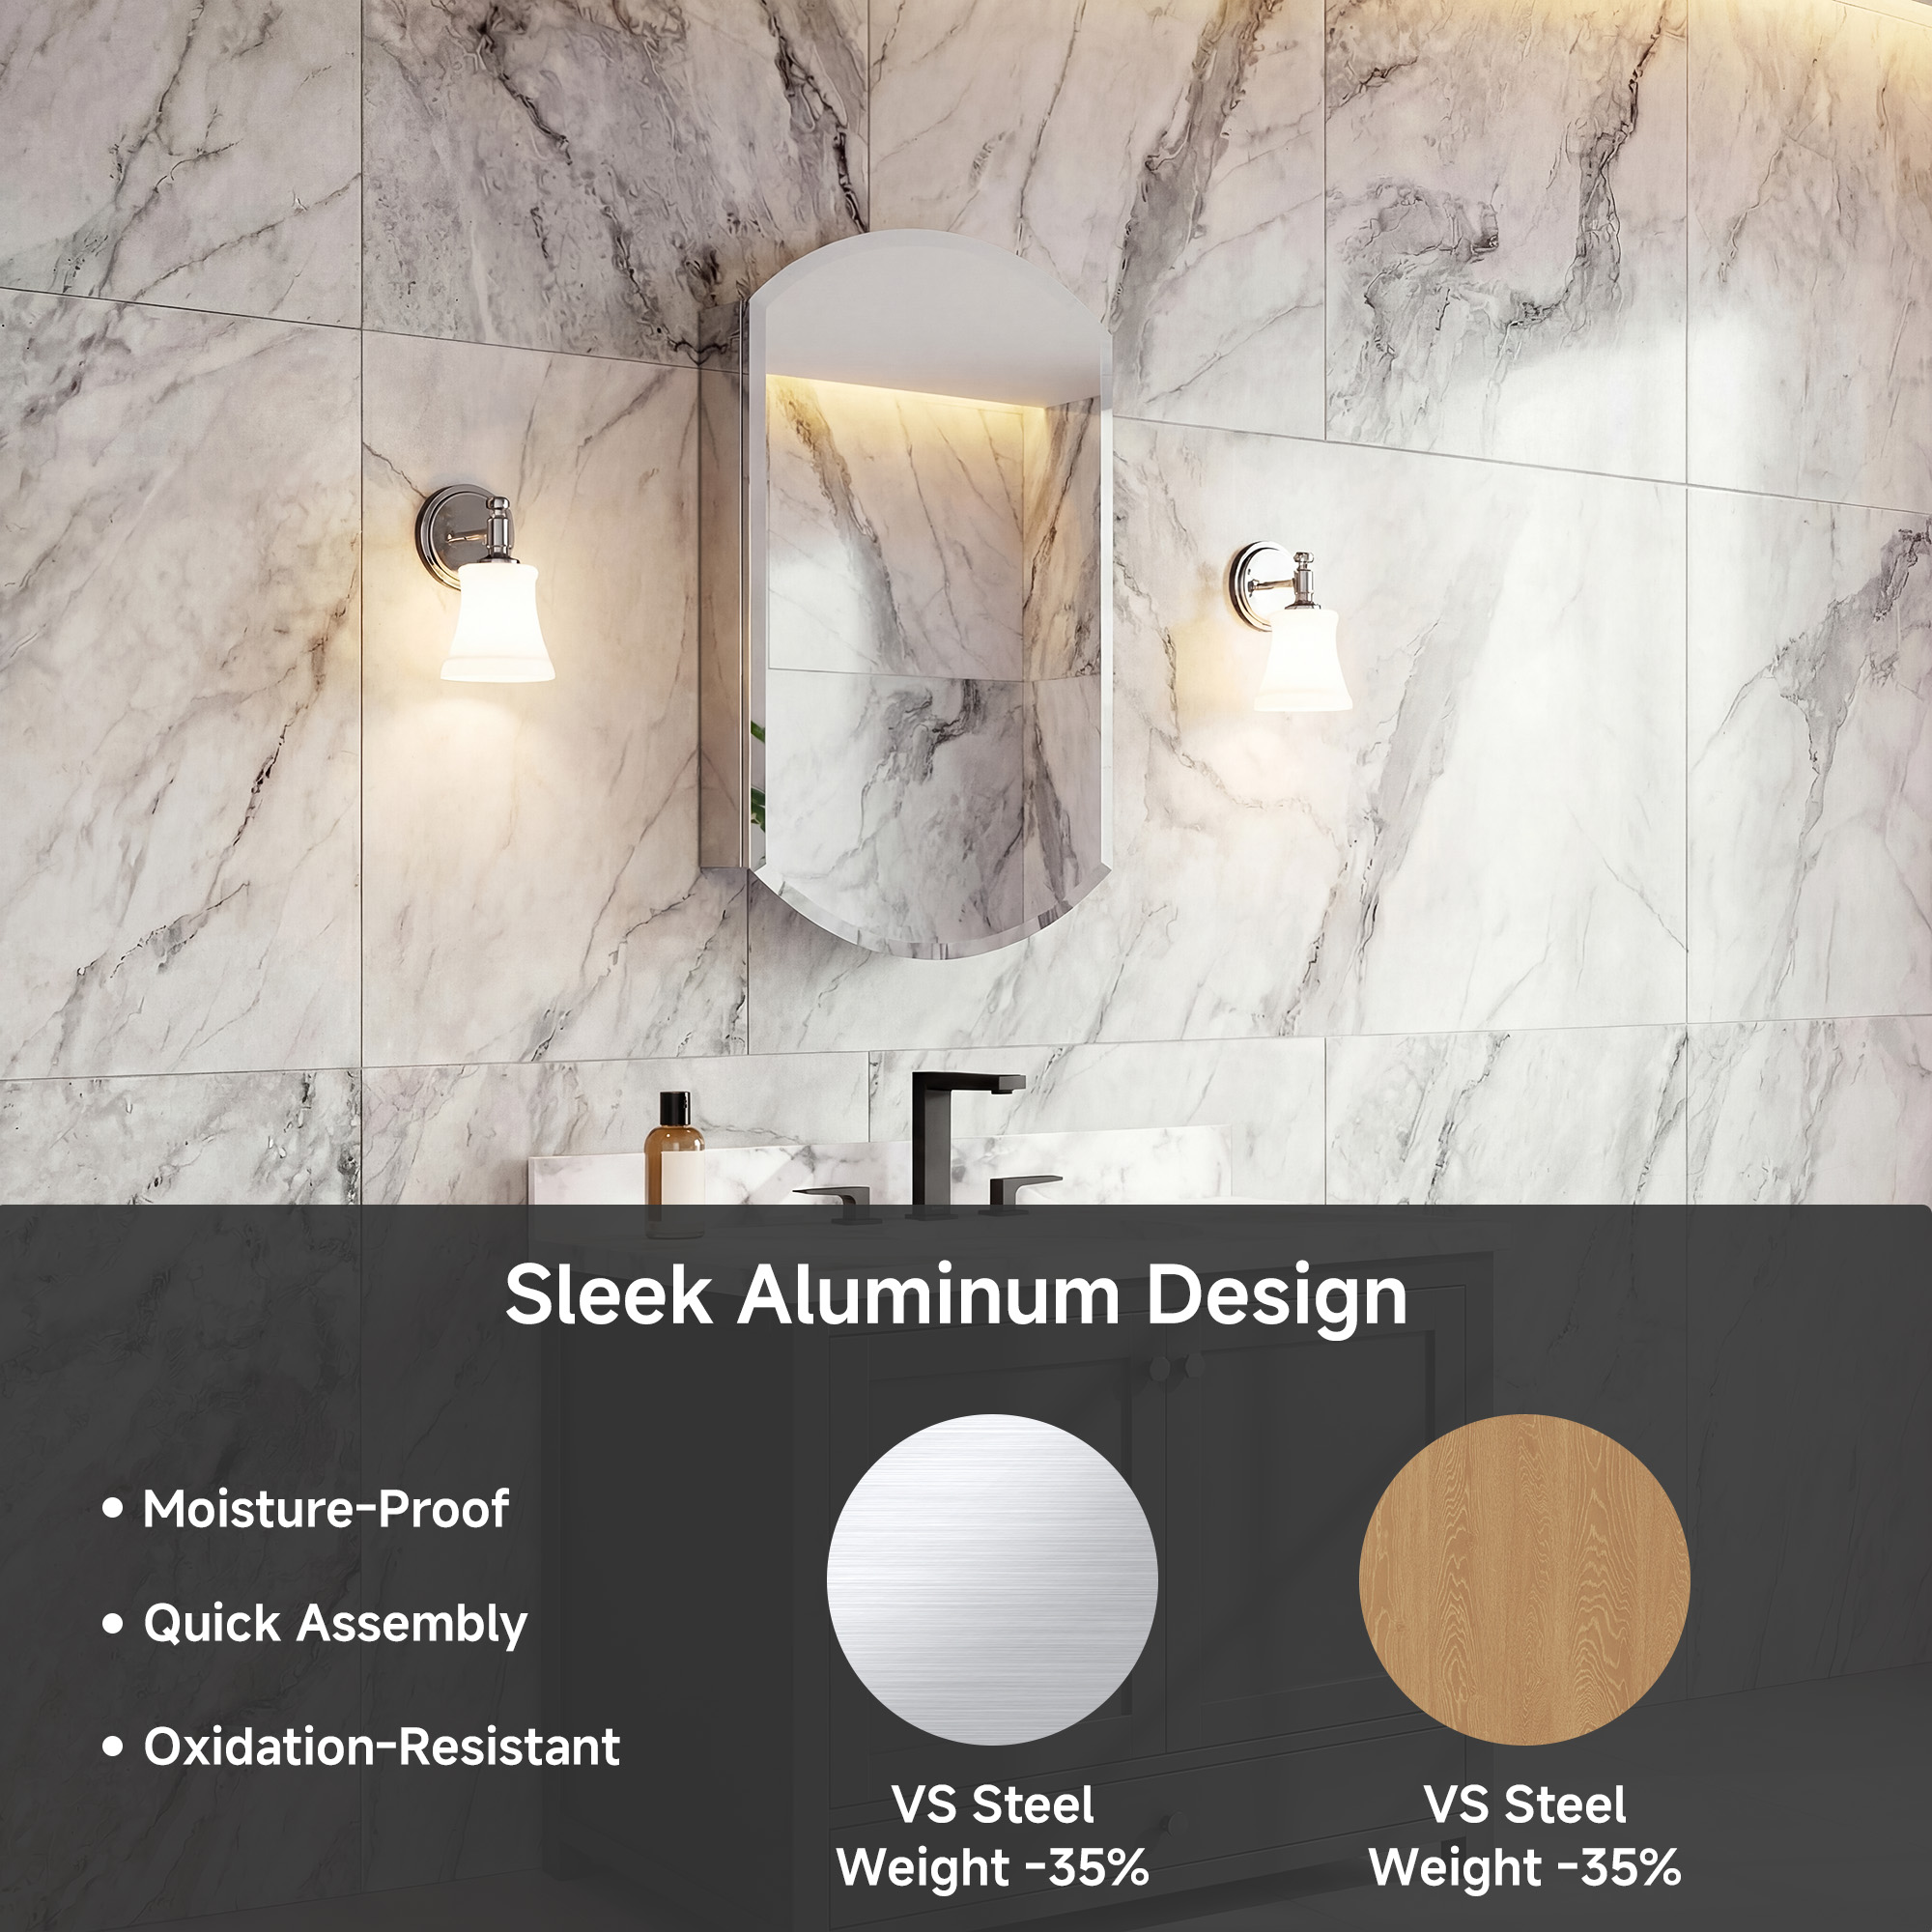 Sleek Aluminum Design
• Moisture-Proof
• Quick Assembly
• Oxidation-Resistant
VS Steel
Weight -35%
VS Steel
Weight -35%